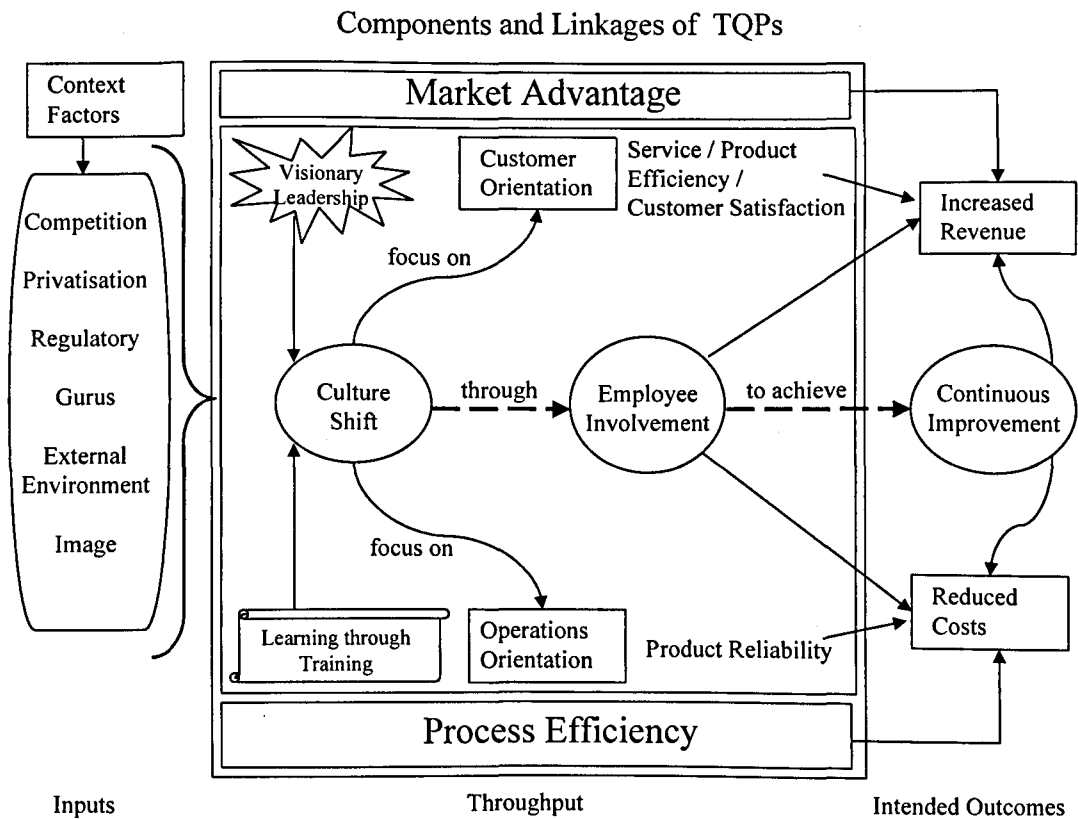 Components and Linkages of TQPs
Context
Factors
Market Advantage
Visionary
Leadership
Customer
Orientation
Service / Product
Efficiency /
Customer Satisfaction
Increased
Revenue
Competition
Privatisation
Regulatory
Gurus
External
Environment
Image
focus on
Culture
Shift
through
Employee
Involvement
to achieve
Continuous
Improvement
focus on
Learning through
Training
Operations
Orientation
Product Reliability
Reduced
Costs
Process Efficiency
Inputs
Throughput
Intended Outcomes